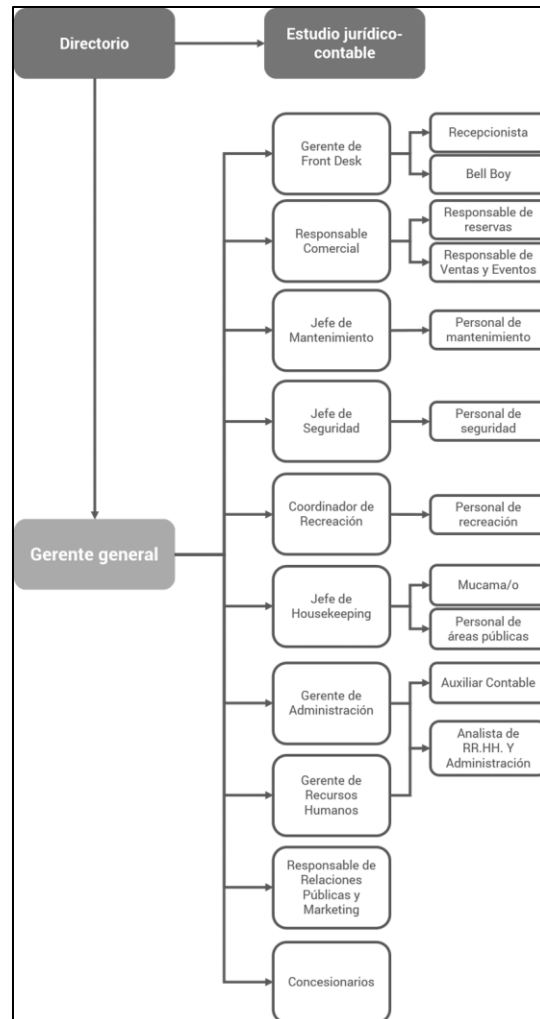 Directorio
Estudio jurídico-
contable
Gerente de
Front Desk
Recepcionista
Bell Boy
Responsable
Comercial
Responsable de
reservas
Responsable de
Ventas y Eventos
Jefe de
Mantenimiento
Personal de
mantenimiento
Jefe de
Seguridad
Personal de
seguridad
Gerente general
Coordinador de
Recreación
Personal de
recreación
Jefe de
Housekeeping
Mucama/o
Personal de
áreas públicas
Gerente de
Administración
Auxiliar Contable
Analista de
RR.HH. Y
Administración
Gerente de
Recursos
Humanos
Responsable de
Relaciones
Públicas y
Marketing
Concesionarios